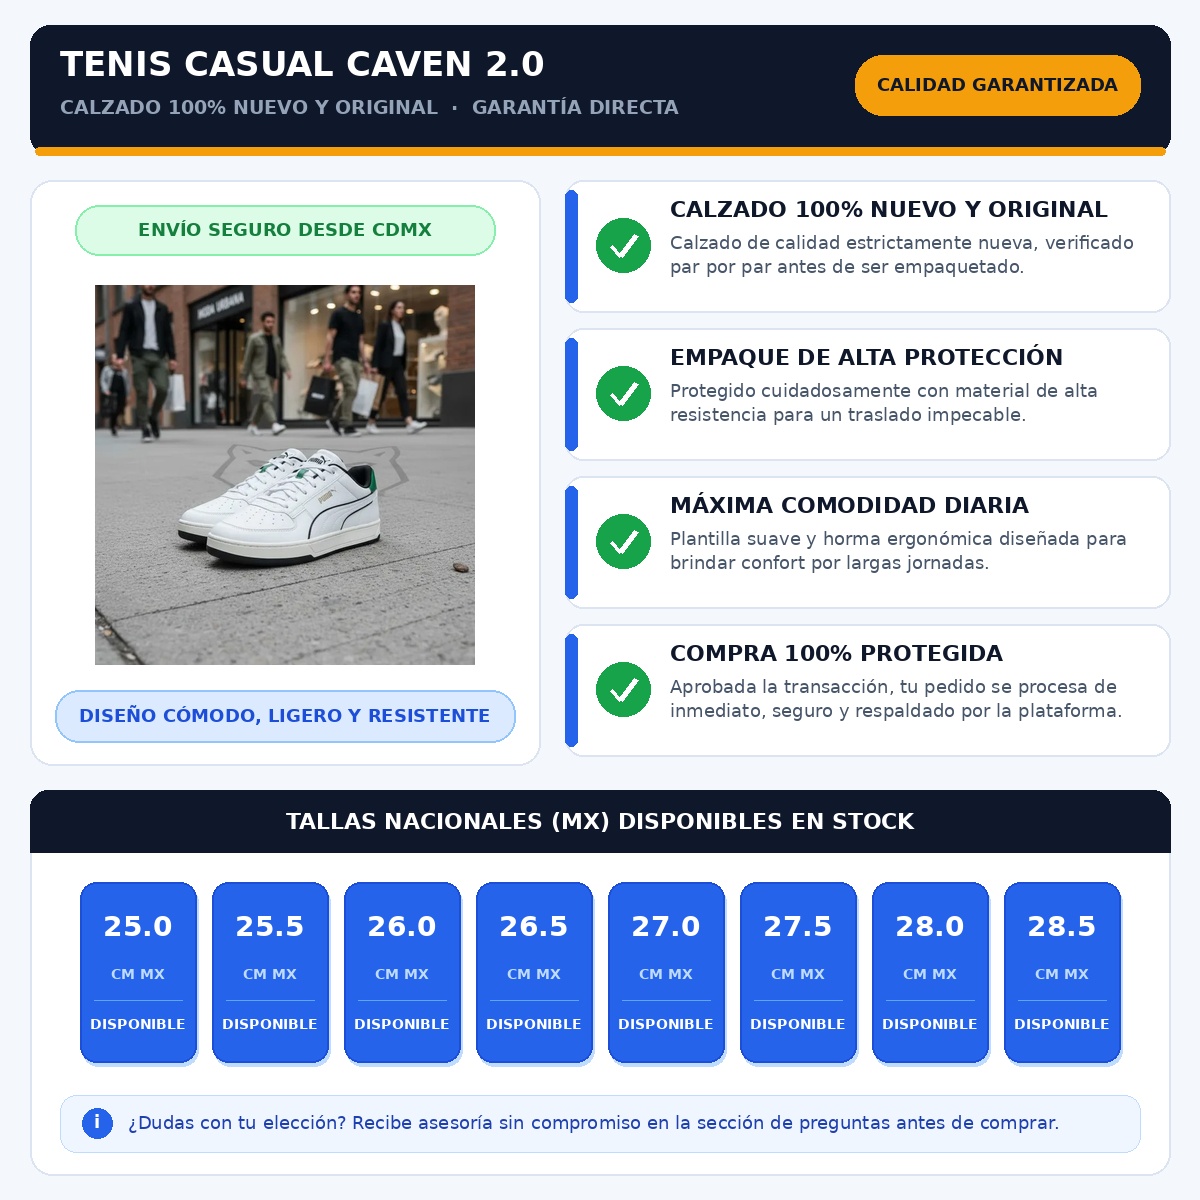 TENIS CASUAL CAVEN 2.0
CALZADO 100% NUEVO Y ORIGINAL · GARANTÍA DIRECTA
CALIDAD GARANTIZADA
ENVÍO SEGURO DESDE CDMX
MODA URBANA
DISEÑO CÓMODO, LIGERO Y RESISTENTE
CALZADO 100% NUEVO Y ORIGINAL
Calzado de calidad estrictamente nueva, verificado
par por par antes de ser empaquetado.
EMPAQUE DE ALTA PROTECCIÓN
Protegido cuidadosamente con material de alta
resistencia para un traslado impecable.
MÁXIMA COMODIDAD DIARIA
Plantilla suave y horma ergonómica diseñada para
brindar confort por largas jornadas.
COMPRA 100% PROTEGIDA
Aprobada la transacción, tu pedido se procesa de
inmediato, seguro y respaldado por la plataforma.
TALLAS NACIONALES (MX) DISPONIBLES EN STOCK
25.0 25.5 26.0 26.5 27.0 27.5 28.0 28.5
CM MX CM MX CM MX CM MX CM MX CM MX CM MX CM MX
DISPONIBLE DISPONIBLE DISPONIBLE DISPONIBLE DISPONIBLE DISPONIBLE DISPONIBLE DISPONIBLE
i ¿Dudas con tu elección? Recibe asesoría sin compromiso en la sección de preguntas antes de comprar.